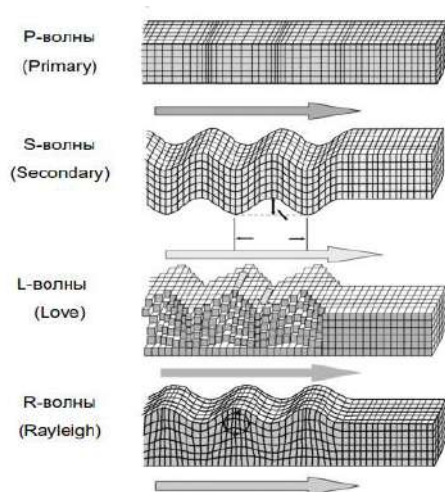 P-волны
(Primary)
S-волны
(Secondary)
L-волны
(Love)
R-волны
(Rayleigh)